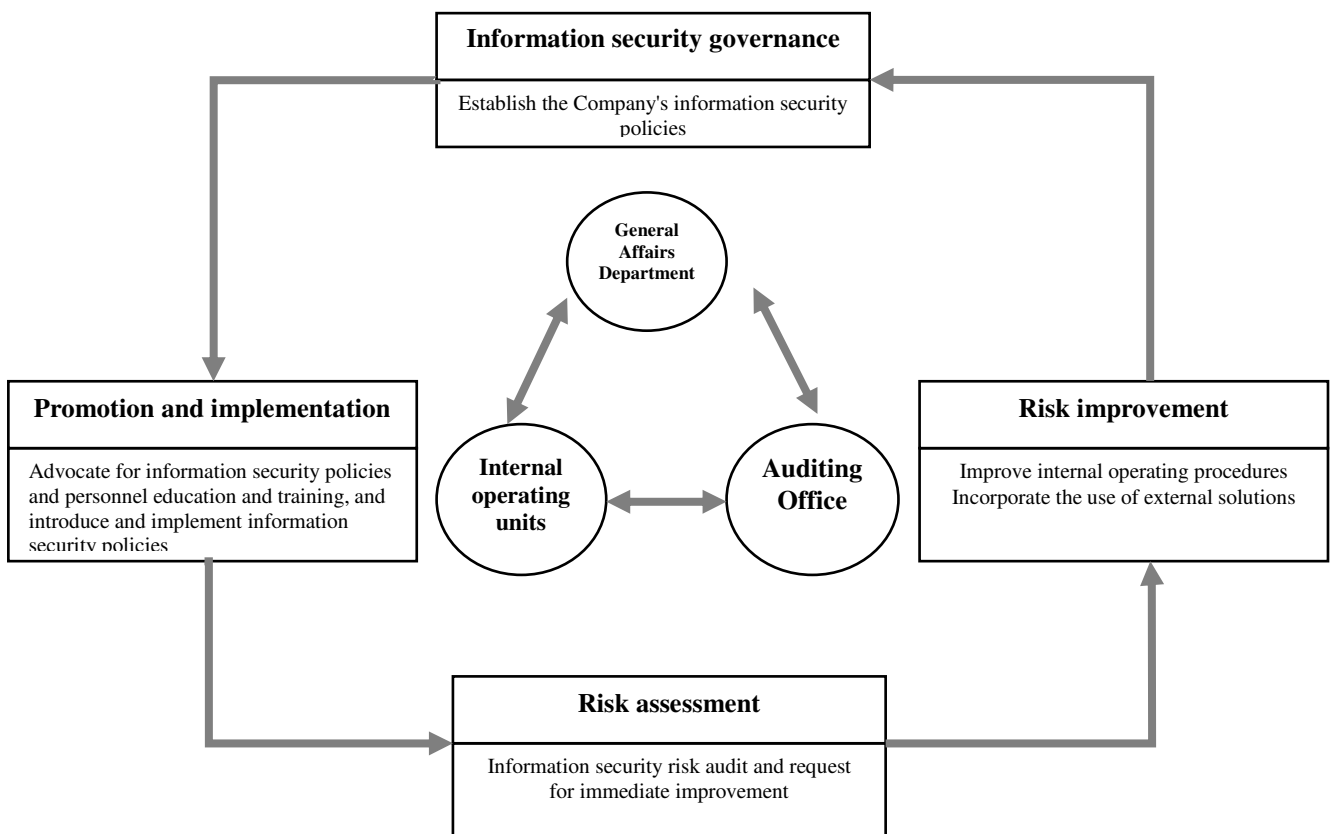 Information security governance
Establish the Company's information security
policies
General
Affairs
Department
Promotion and implementation
Advocate for information security policies
and personnel education and training, and
introduce and implement information
security policies
Internal
operating
units
Auditing
Office
Risk improvement
Improve internal operating procedures
Incorporate the use of external solutions
Risk assessment
Information security risk audit and request
for immediate improvement